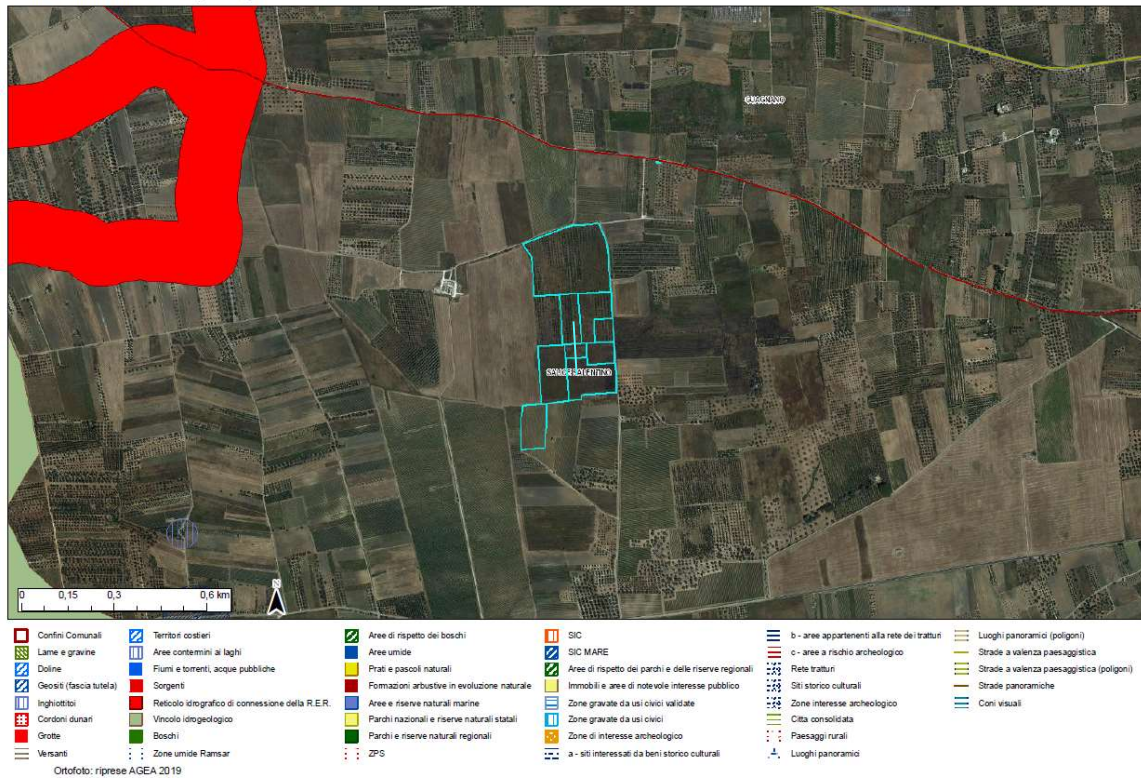 GUAGNANO
SALICE SALENTINO
N
0 0,15 0,3 0,6 km
Confini Comunali
Lame e gravine
Doline
Geositi (fascia tutela)
Inghiottitoi
Cordoni dunari
Grotte
Versanti
Territori costieri
Aree contermini ai laghi
Fiumi e torrenti, acque pubbliche
Sorgenti
Reticolo idrografico di connessione della R.E.R.
Vincolo idrogeologico
Boschi
Zone umide Ramsar
Aree di rispetto dei boschi
Aree umide
Prati e pascoli naturali
Formazioni arbustive in evoluzione naturale
Aree e riserve naturali marine
Parchi nazionali e riserve naturali statali
Parchi e riserve naturali regionali
ZPS
SIC
SIC MARE
Aree di rispetto dei parchi e delle riserve regionali
Immobili e aree di notevole interesse pubblico
Zone gravate da usi civici validate
Zone gravate da usi civici
Zone di interesse archeologico
a - siti interessati da beni storico culturali
b - aree appartenenti alla rete dei tratturi
c - aree a rischio archeologico
Rete tratturi
Siti storico culturali
Zone interesse archeologico
Citta consolidata
Paesaggi rurali
Luoghi panoramici
Luoghi panoramici (poligoni)
Strade a valenza paesaggistica
Strade a valenza paesaggistica (poligoni)
Strade panoramiche
Coni visuali
Ortofoto: riprese AGEA 2019